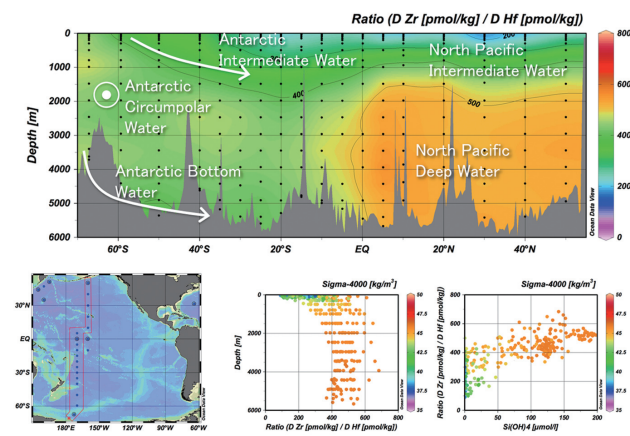 Ratio (D Zr [pmol/kg] / D Hf [pmol/kg])
0
1000
2000
3000
4000
5000
6000
Depth [m]
Antarctic
Intermediate Water
North Pacific
Intermediate Water
Antarctic
Circumpolar
Water
Antarctic Bottom
Water
North Pacific
Deep Water
200
400
500
60°S
40°S
20°S
EQ
20°N
40°N
800
600
400
200
0
Ocean Data View
30°N
EQ
30°S
60°S
180°E
150°W
120°W
90°W
60°W
Ocean Data View
Sigma-4000 [kg/m³]
0
2000
4000
6000
Depth [m]
0
200
400
600
800
Ratio (D Zr [pmol/kg] / D Hf [pmol/kg])
50
47.5
45
42.5
40
37.5
35
Ocean Data View
Sigma-4000 [kg/m³]
Ratio (D Zr [pmol/kg] / D Hf [pmol/kg])
800
600
400
200
0
0
50
100
150
200
Si(OH)4 [μmol/l]
50
47.5
45
42.5
40
37.5
35
Ocean Data View